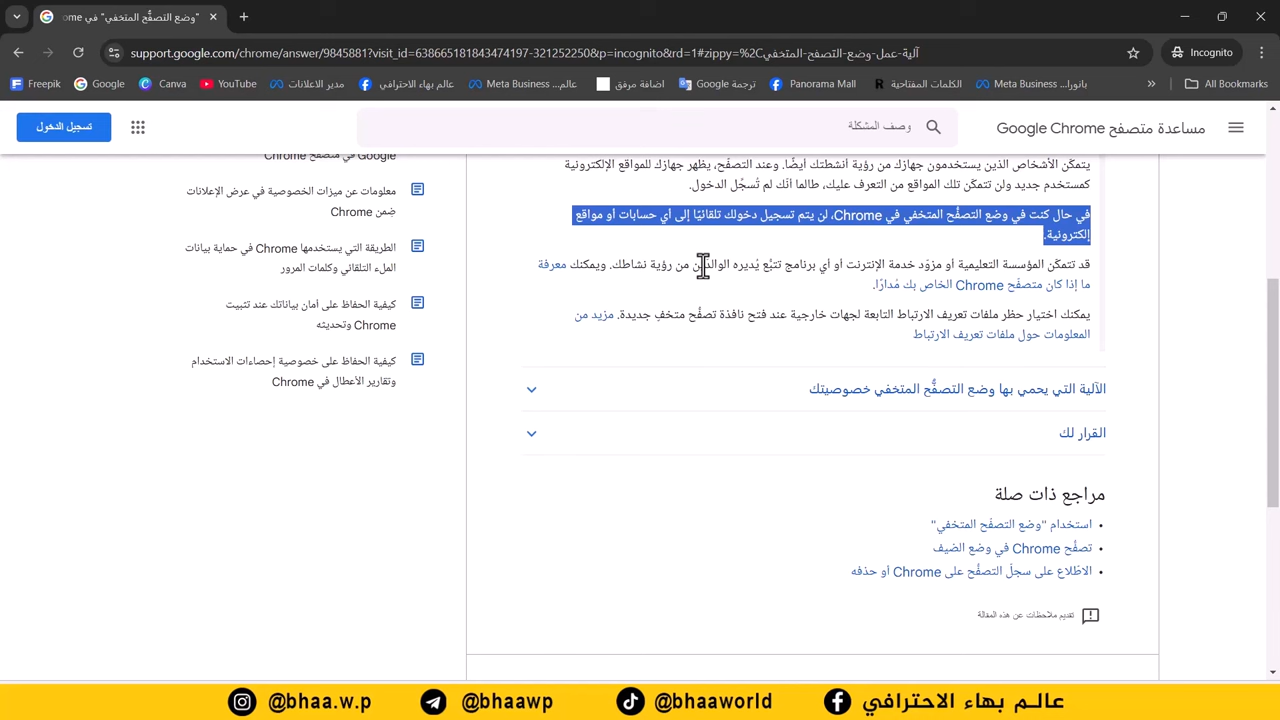 "وضع التصفُّح المتخفي" في ome
support.google.com/chrome/answer/9845881?visit_id=638665181843474197-3212522250&p=incognito&rd=1#zippy=%2Cآلية-عمل-وضع-التصفح-المتخفي
Incognito
Freepik
Google
Canva
YouTube
مدير الاعلانات
عالم بهاء الاحترافي
Meta Business ...عالم
اضافة مرفق
ترجمة Google
Panorama Mall
الكلمات المفتاحية
Meta Business ...بانورا
All Bookmarks
مساعدة متصفح Google Chrome
وصف المشكلة
تسجيل الدخول
يتمكّن الأشخاص الذين يستخدمون جهازك من رؤية أنشطتك أيضًا. وعند التصفّح، يظهر جهازك للمواقع الإلكترونية
كمستخدم جديد ولن تتمكّن تلك المواقع من التعرف عليك، طالما أنّك لم تُسجِّل الدخول.
في حال كنت في وضع التصفُّح المتخفي في Chrome، لن يتم تسجيل دخولك تلقائيًا إلى أي حسابات أو مواقع
إلكترونية.
قد تتمكّن المؤسسة التعليمية أو مزوّد خدمة الإنترنت أو أي برنامج تتبَّع يُديره الوالدَين من رؤية نشاطك. ويمكنك معرفة
ما إذا كان متصفّح Chrome الخاص بك مُدارًا.
يمكنك اختيار حظر ملفات تعريف الارتباط التابعة لجهات خارجية عند فتح نافذة تصفُّح متخفٍ جديدة. مزيد من
المعلومات حول ملفات تعريف الارتباط
الآلية التي يحمي بها وضع التصفُّح المتخفي خصوصيتك
القرار لك
مراجع ذات صلة
• استخدام "وضع التصفّح المتخفي"
• تصفُّح Chrome في وضع الضيف
• الاطّلاع على سجلّ التصفُّح على Chrome أو حذفه
تقديم ملاحظات عن هذه المقالة
Google في متصفح Chrome
معلومات عن ميزات الخصوصية في عرض الإعلانات
ضمن Chrome
الطريقة التي يستخدمها Chrome في حماية بيانات
الملء التلقائي وكلمات المرور
كيفية الحفاظ على أمان بياناتك عند تثبيت
Chrome وتحديثه
كيفية الحفاظ على خصوصية إحصاءات الاستخدام
وتقارير الأعطال في Chrome
@bhaa.w.p
@bhaawp
@bhaaworld
عالـم بهاء الاحترافي